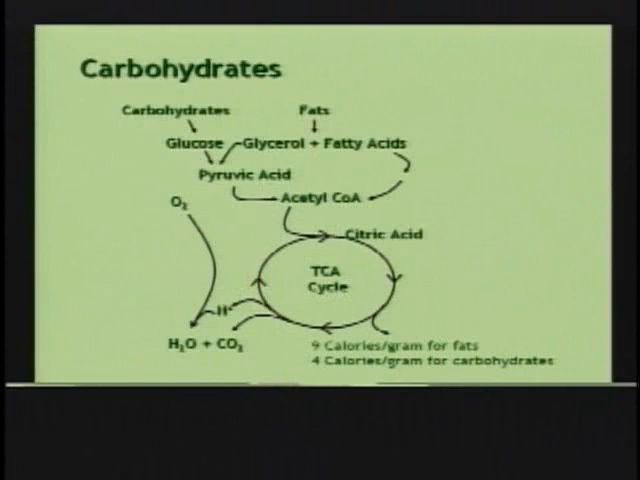 Carbohydrates
Carbohydrates Fats
Glucose Glycerol + Fatty Acids
Pyruvic Acid
O₂ Acetyl CoA
Citric Acid
TCA
Cycle
H⁺
H₂O + CO₂ 9 Calories/gram for fats
4 Calories/gram for carbohydrates